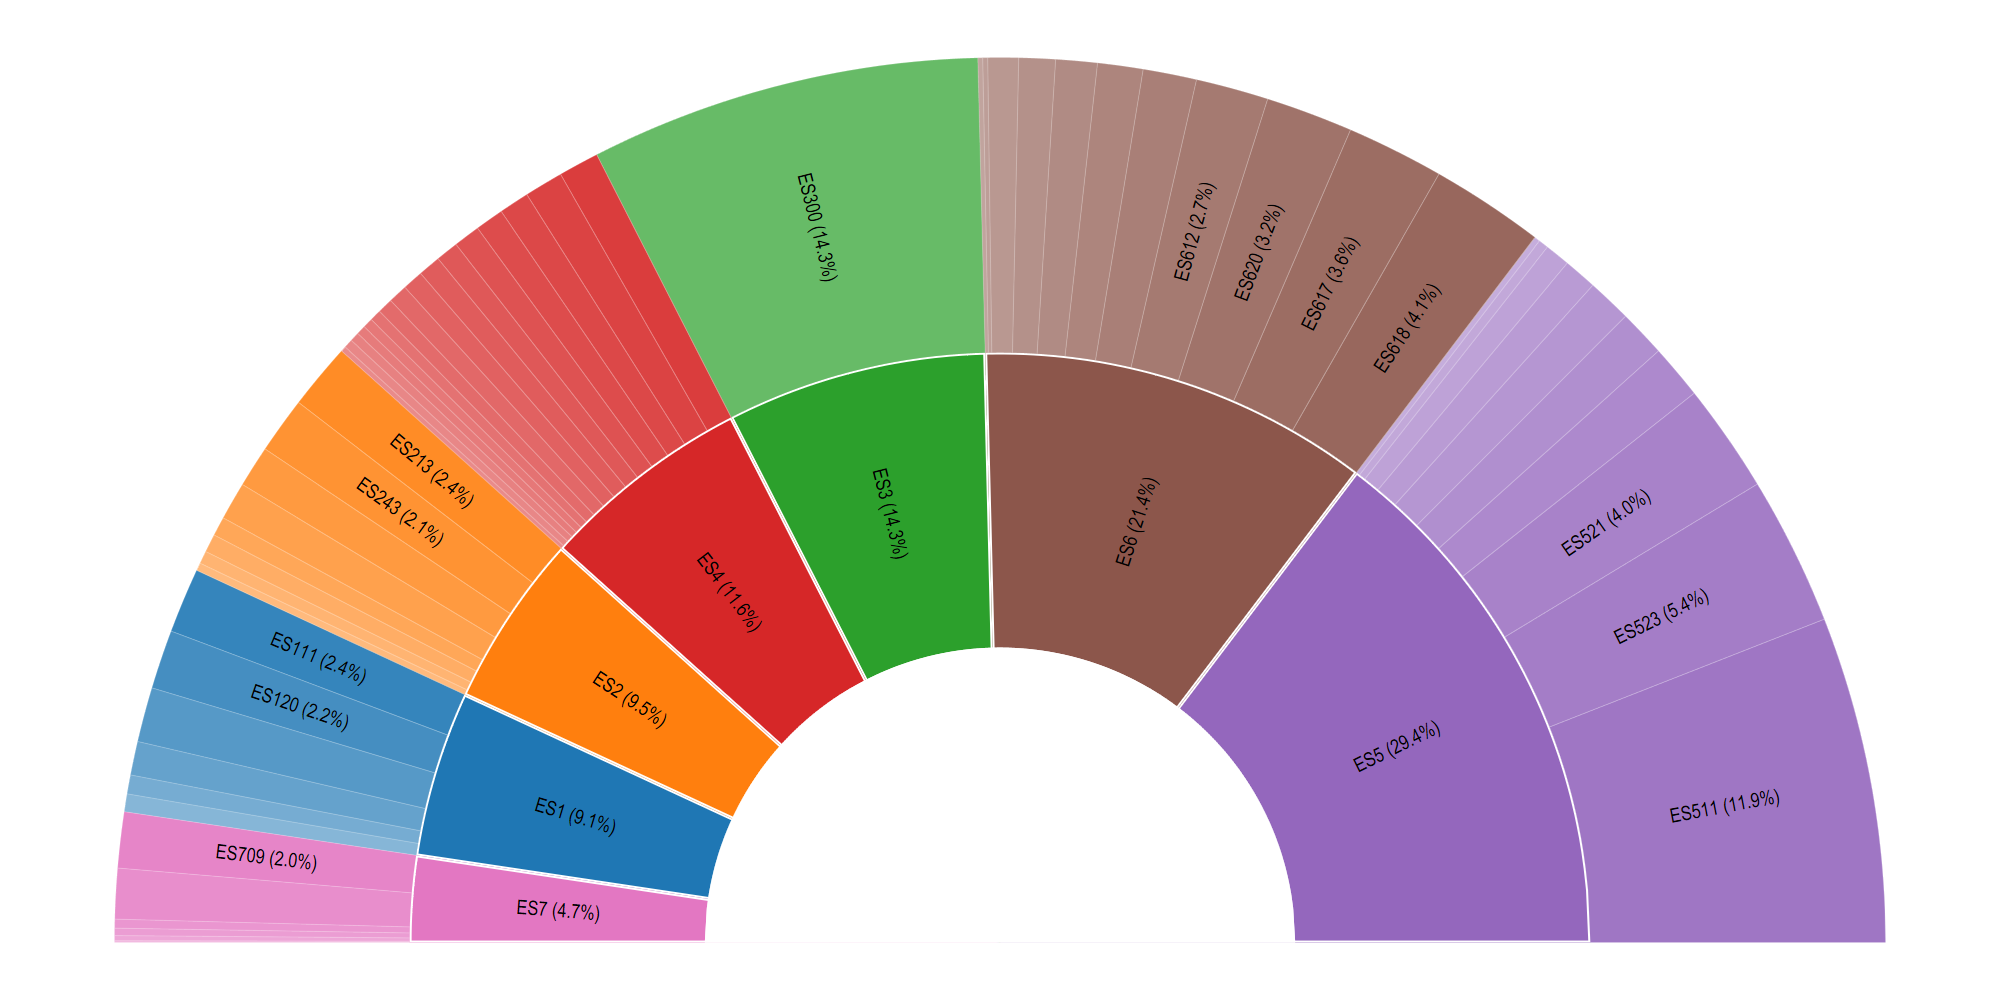 ES300 (14.3%)
ES612 (2.7%)
ES620 (3.2%)
ES617 (3.6%)
ES618 (4.1%)
ES213 (2.4%)
ES243 (2.1%)
ES3 (14.3%)
ES6 (21.4%)
ES521 (4.0%)
ES4 (11.6%)
ES523 (5.4%)
ES111 (2.4%)
ES120 (2.2%)
ES2 (9.5%)
ES5 (29.4%)
ES1 (9.1%)
ES511 (11.9%)
ES709 (2.0%)
ES7 (4.7%)